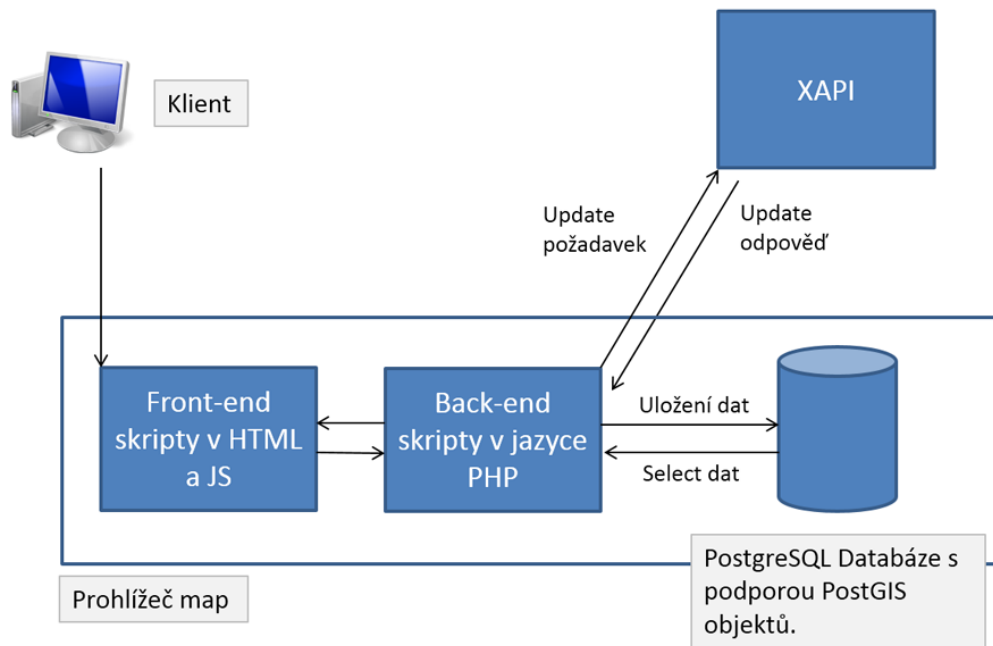 Klient
XAPI
Update
požadavek
Update
odpověď
Front-end
skripty v HTML
a JS
Back-end
skripty v jazyce
PHP
Uložení dat
Select dat
Prohlížeč map
PostgreSQL Databáze s
podporou PostGIS
objektů.